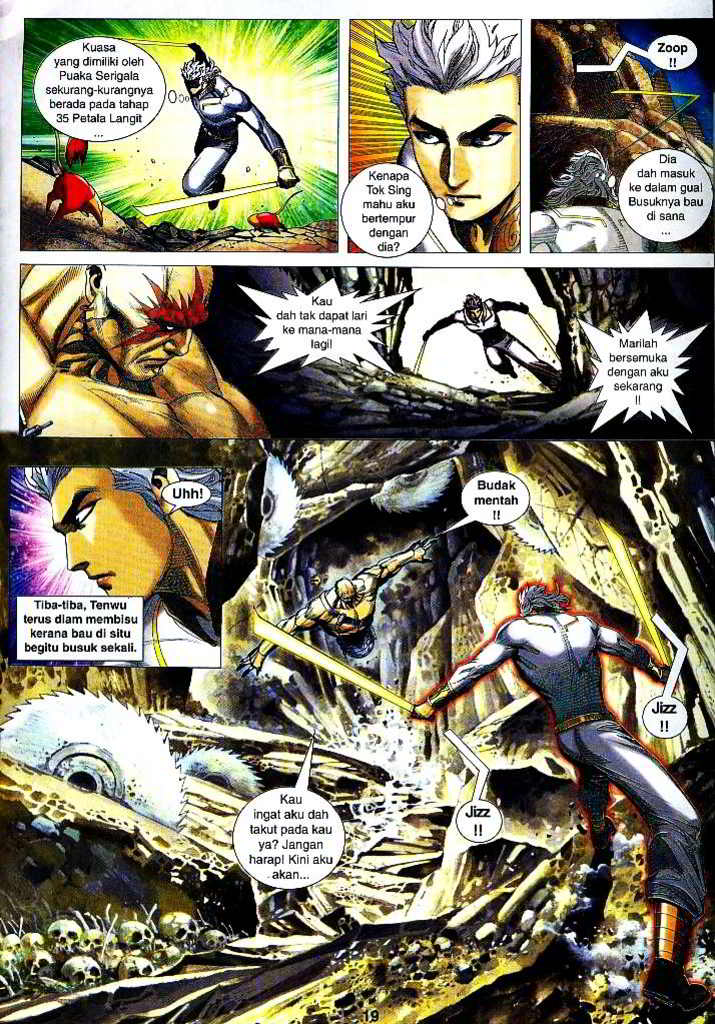 Kuasa
yang dimiliki oleh
Puaka Serigala
sekurang-kurangnya
berada pada tahap
35 Petala Langit
...
Kenapa
Tok Sing
mahu aku
bertempur
dengan
dia?
Zoop
!!
Dia
dah masuk
ke dalam gua!
Busuknya bau
di sana
...
Kau
dah tak dapat lari
ke mana-mana
lagi!
Marilah
bersemuka
dengan aku
sekarang
!!
Uhh!
Tiba-tiba, Tenwu
terus diam membisu
kerana bau di situ
begitu busuk sekali.
Budak
mentah
!!
Jizz
!!
Kau
ingat aku dah
takut pada kau
ya? Jangan
harap! Kini aku
akan...
Jizz
!!
19